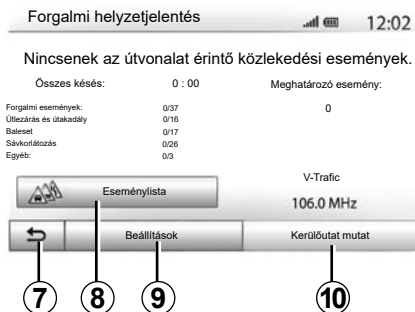 Forgalmi helyzetjelentés 12:02
Nincsenek az útvonalat érintő közlekedési események.
Összes késés: 0 : 00 Meghatározó esemény:
0
Forgalmi események: 0/37
Útlezárás és útakadály 0/16
Baleset 0/17
Sávkorlátozás 0/26
Egyéb: 0/3
Eseménylista
V-Trafic
106.0 MHz
Beállítások Kerülőutat mutat
7 8 9 10